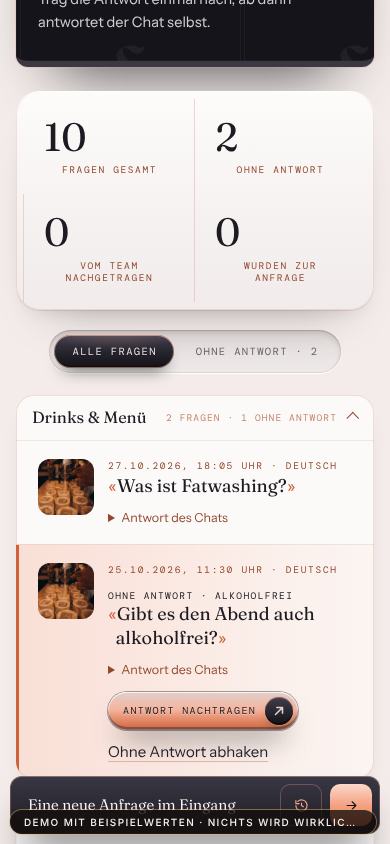 antwortet der Chat selbst.
10
FRAGEN GESAMT
2
OHNE ANTWORT
0
VOM TEAM
NACHGETRAGEN
0
WURDEN ZUR
ANFRAGE
ALLE FRAGEN
OHNE ANTWORT · 2
Drinks & Menü
2 FRAGEN · 1 OHNE ANTWORT
27.10.2026, 18:05 UHR · DEUTSCH
«Was ist Fatwashing?»
Antwort des Chats
25.10.2026, 11:30 UHR · DEUTSCH
OHNE ANTWORT · ALKOHOLFREI
«Gibt es den Abend auch
alkoholfrei?»
Antwort des Chats
ANTWORT NACHTRAGEN
Ohne Antwort abhaken
Eine neue Anfrage im Eingang
DEMO MIT BEISPIELWERTEN · NICHTS WIRD WIRKLIC…